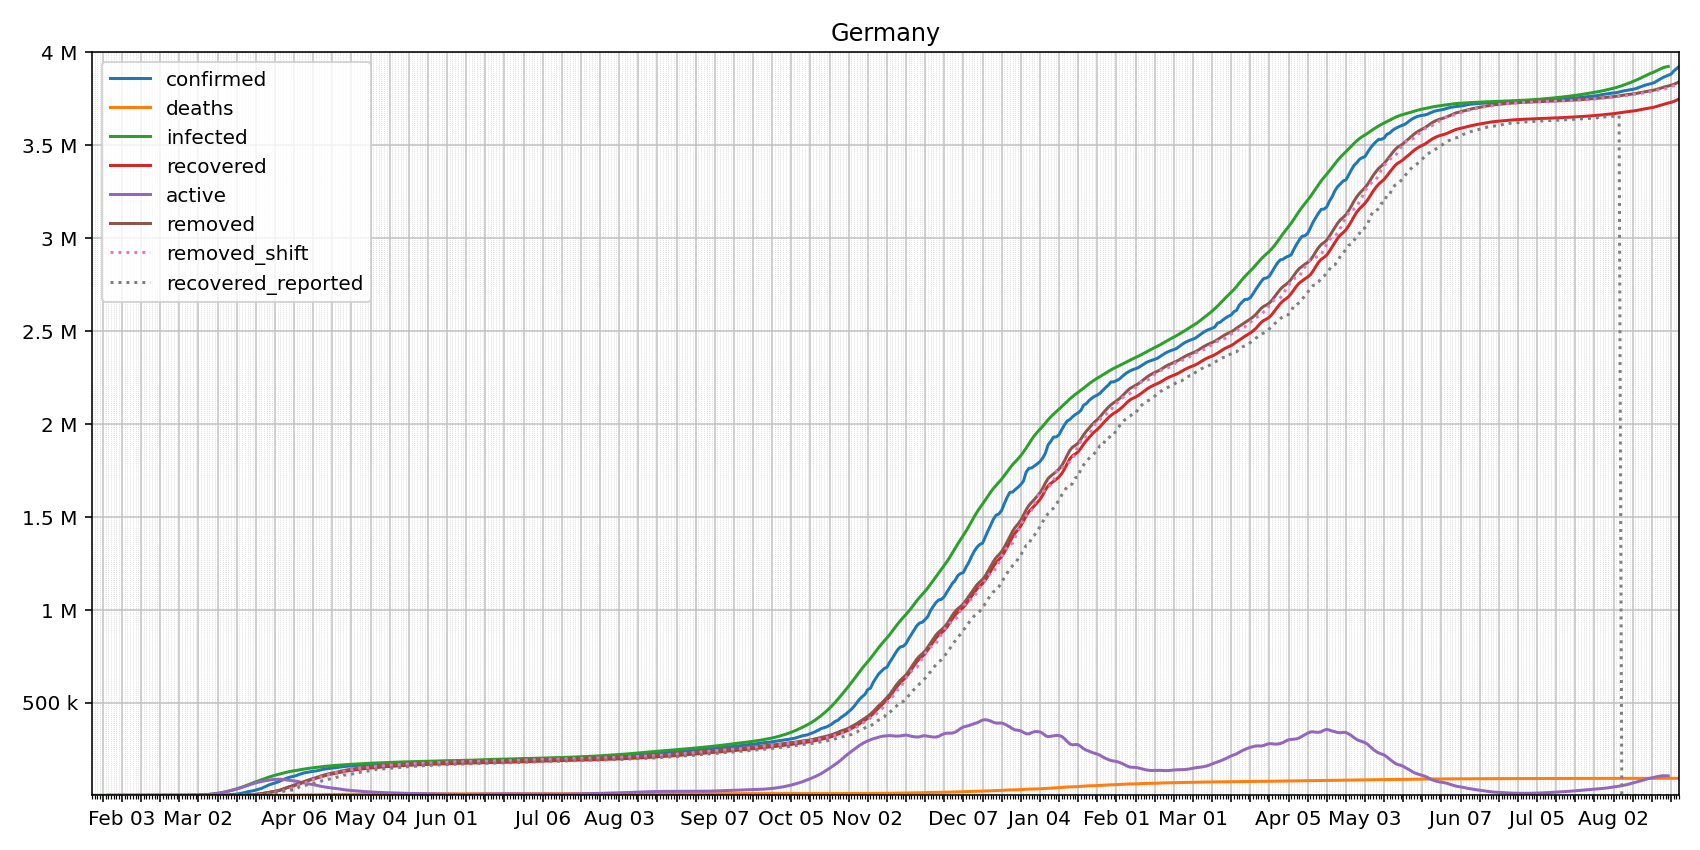 Germany
4 M
3.5 M
3 M
2.5 M
2 M
1.5 M
1 M
500 k
confirmed
deaths
infected
recovered
active
removed
removed_shift
recovered_reported
Feb 03 Mar 02 Apr 06 May 04 Jun 01 Jul 06 Aug 03 Sep 07 Oct 05 Nov 02 Dec 07 Jan 04 Feb 01 Mar 01 Apr 05 May 03 Jun 07 Jul 05 Aug 02